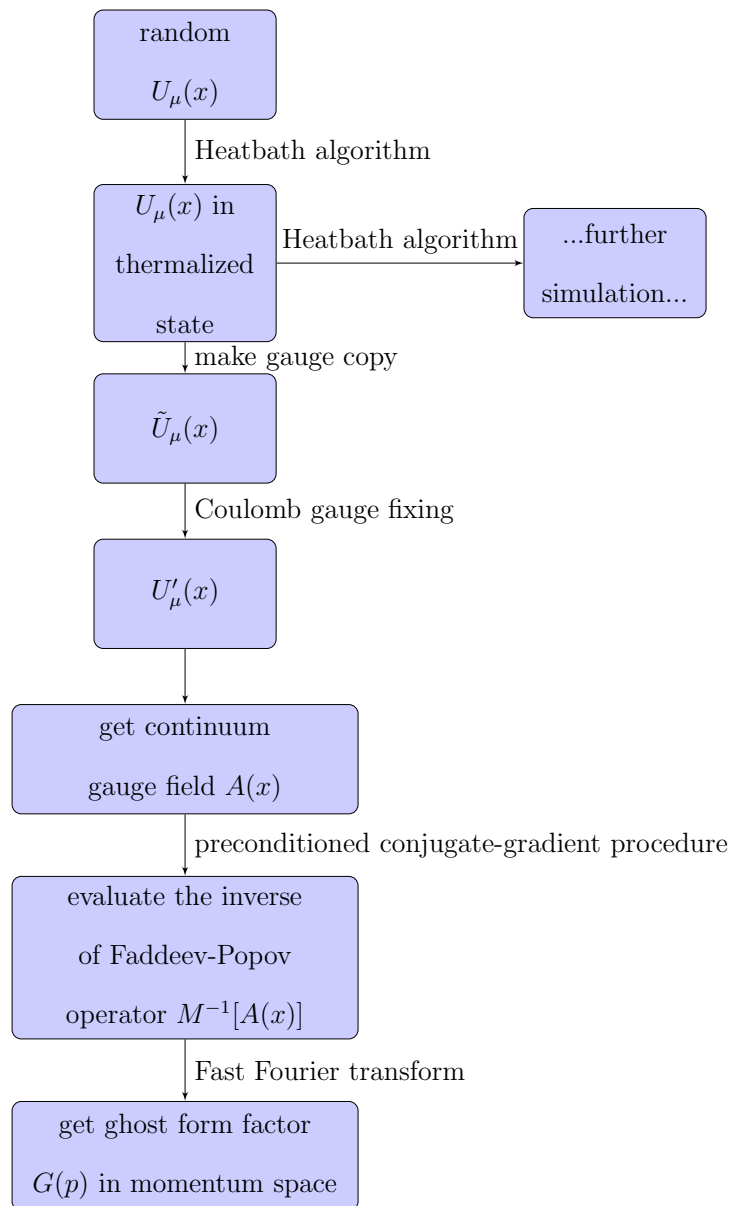 random
U_μ(x)
Heatbath algorithm
U_μ(x) in
thermalized
state
Heatbath algorithm
...further
simulation...
make gauge copy
Ũ_μ(x)
Coulomb gauge fixing
U′_μ(x)
get continuum
gauge field A(x)
preconditioned conjugate-gradient procedure
evaluate the inverse
of Faddeev-Popov
operator M⁻¹[A(x)]
Fast Fourier transform
get ghost form factor
G(p) in momentum space